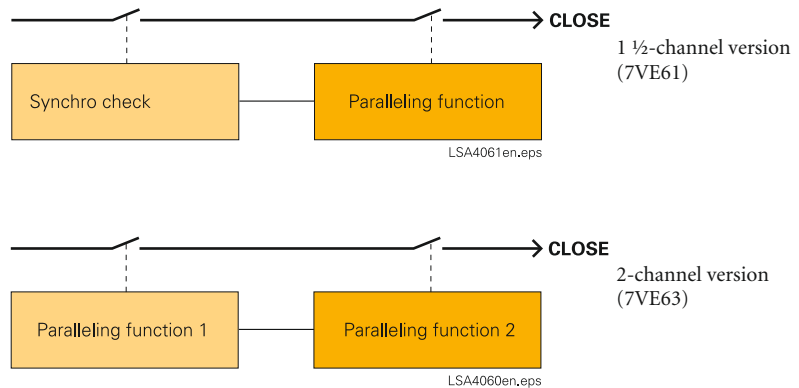 CLOSE
1 ½-channel version
(7VE61)
Synchro check
Paralleling function
LSA4061en.eps
CLOSE
2-channel version
(7VE63)
Paralleling function 1
Paralleling function 2
LSA4060en.eps